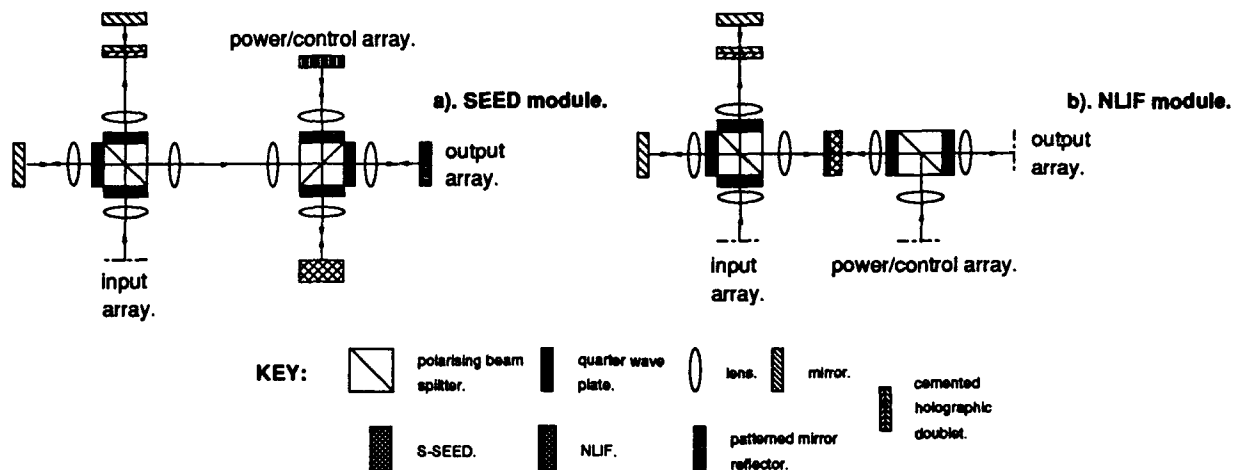 power/control array.
a). SEED module.
output
array.
input
array.
b). NLIF module.
output
array.
input
array.
power/control array.
KEY:
polarising beam
splitter.
quarter wave
plate.
lens.
mirror.
cemented
holographic
doublet.
S-SEED.
NLIF.
patterned mirror
reflector.